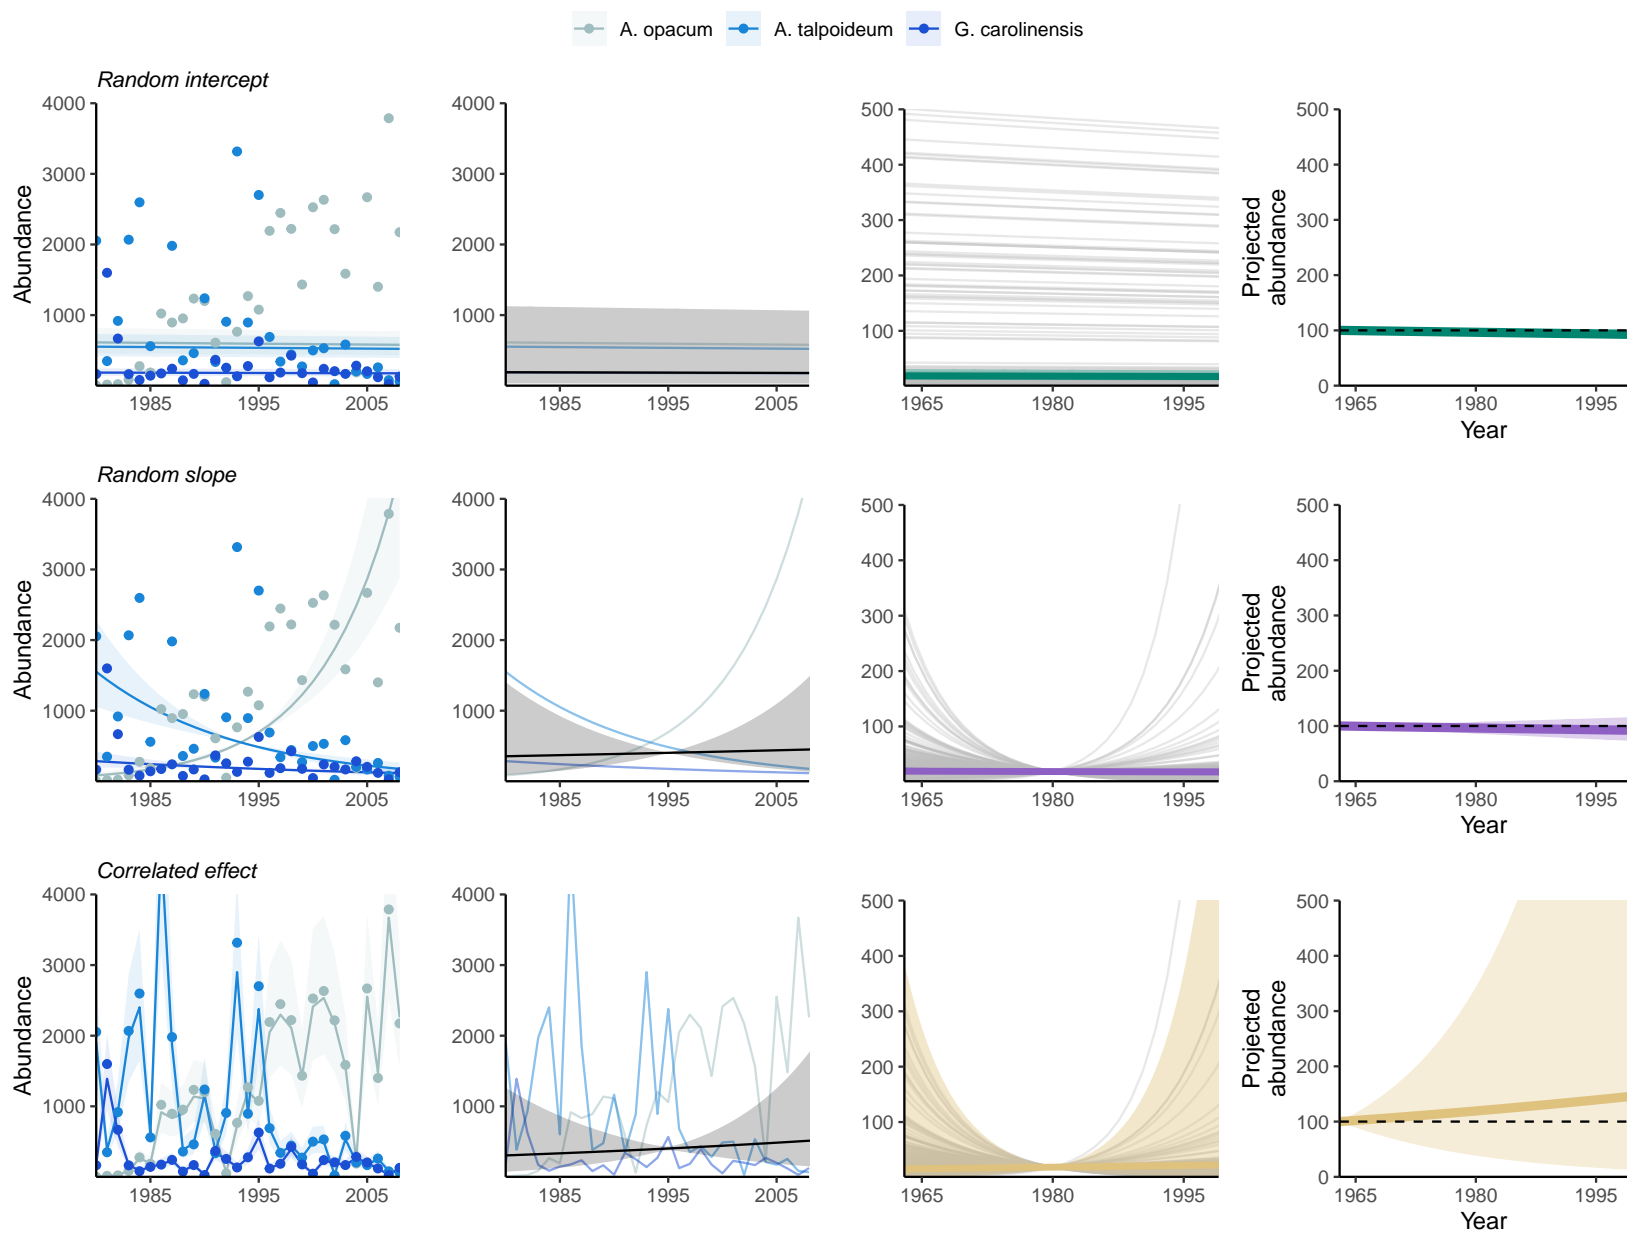 A. opacum A. talpoideum G. carolinensis
Random intercept
4000 4000 500 500
3000 3000 400 400
2000 2000 300 300
1000 1000 200 200
100 100
0
Abundance
Projected
abundance
1985 1995 2005 1985 1995 2005 1965 1980 1995 1965 1980 1995
Year
Random slope
4000 4000 500 500
3000 3000 400 400
2000 2000 300 300
1000 1000 200 200
100 100
0
Abundance
Projected
abundance
1985 1995 2005 1985 1995 2005 1965 1980 1995 1965 1980 1995
Year
Correlated effect
4000 4000 500 500
3000 3000 400 400
2000 2000 300 300
1000 1000 200 200
100 100
0
Abundance
Projected
abundance
1985 1995 2005 1985 1995 2005 1965 1980 1995 1965 1980 1995
Year